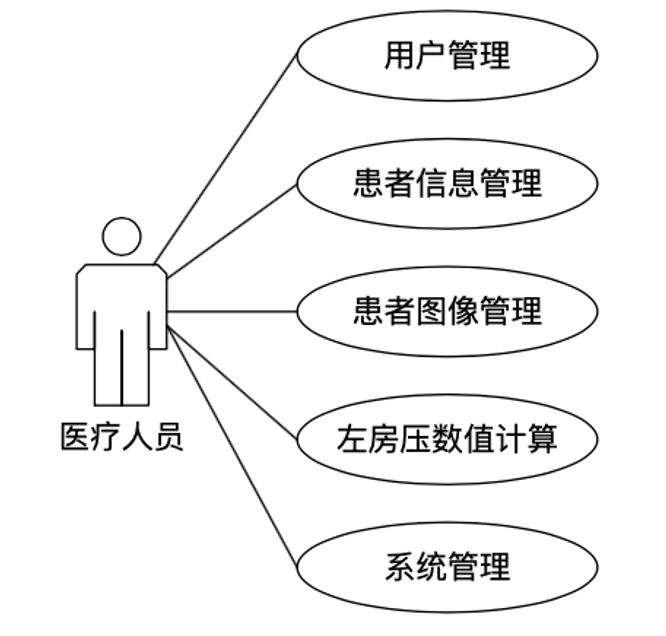 用户管理
患者信息管理
患者图像管理
左房压数值计算
系统管理
医疗人员